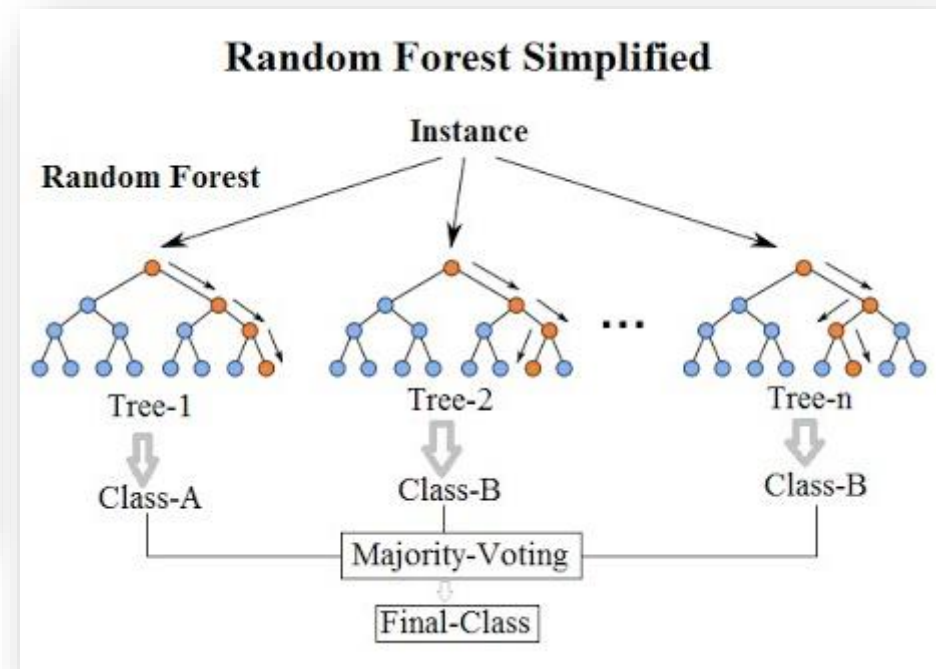 Random Forest Simplified
Instance
Random Forest
...
Tree-1 Tree-2 Tree-n
Class-A Class-B Class-B
Majority-Voting
Final-Class